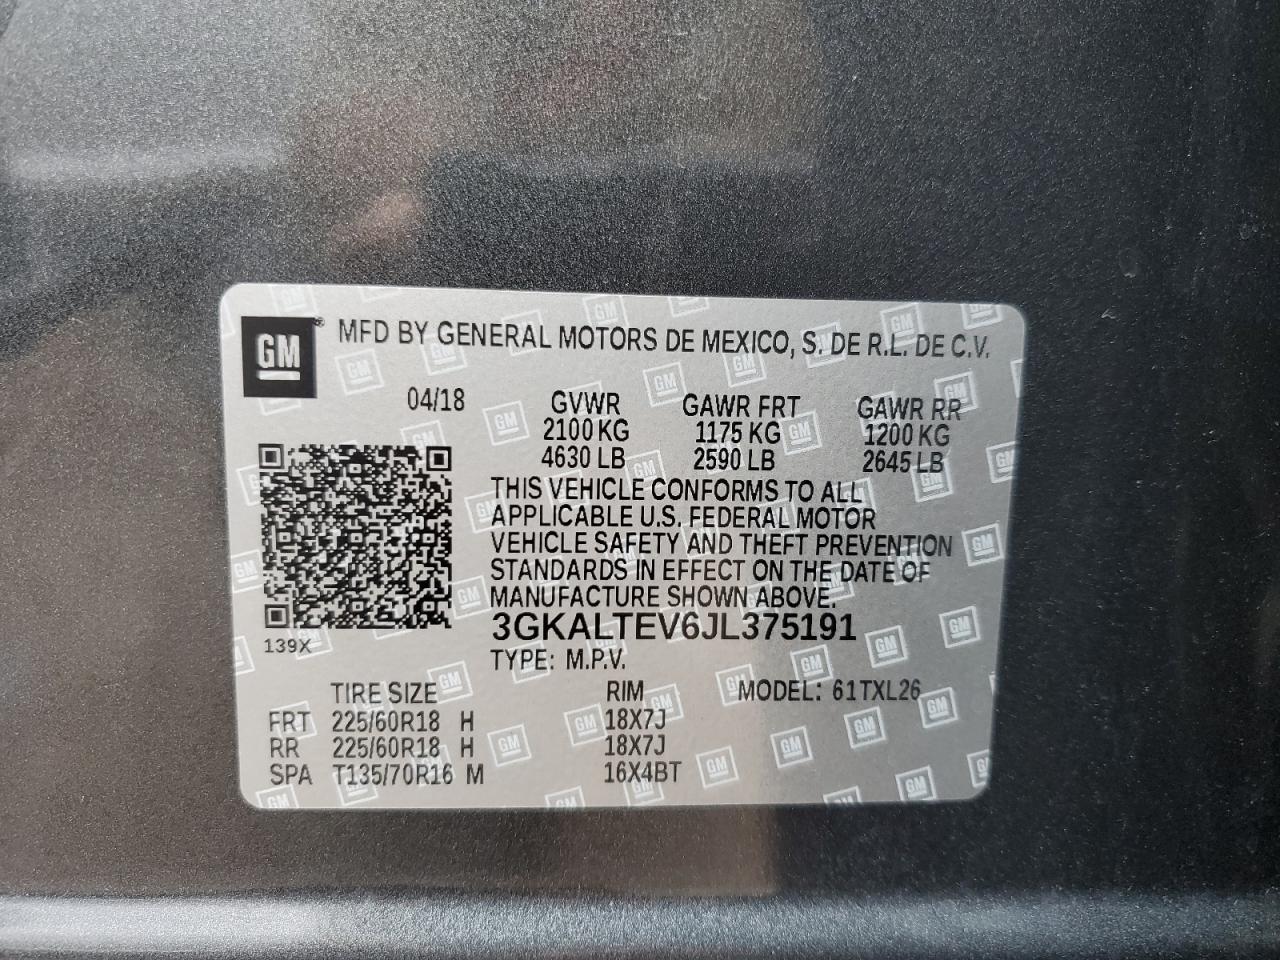 GM
MFD BY GENERAL MOTORS DE MEXICO, S. DE R.L. DE C.V.
04/18 GVWR GAWR FRT GAWR RR
2100 KG 1175 KG 1200 KG
4630 LB 2590 LB 2645 LB
THIS VEHICLE CONFORMS TO ALL
APPLICABLE U.S. FEDERAL MOTOR
VEHICLE SAFETY AND THEFT PREVENTION
STANDARDS IN EFFECT ON THE DATE OF
MANUFACTURE SHOWN ABOVE.
3GKALTEV6JL375191
139X
TYPE: M.P.V.
TIRE SIZE RIM MODEL: 61TXL26
FRT 225/60R18 H 18X7J
RR 225/60R18 H 18X7J
SPA T135/70R16 M 16X4BT